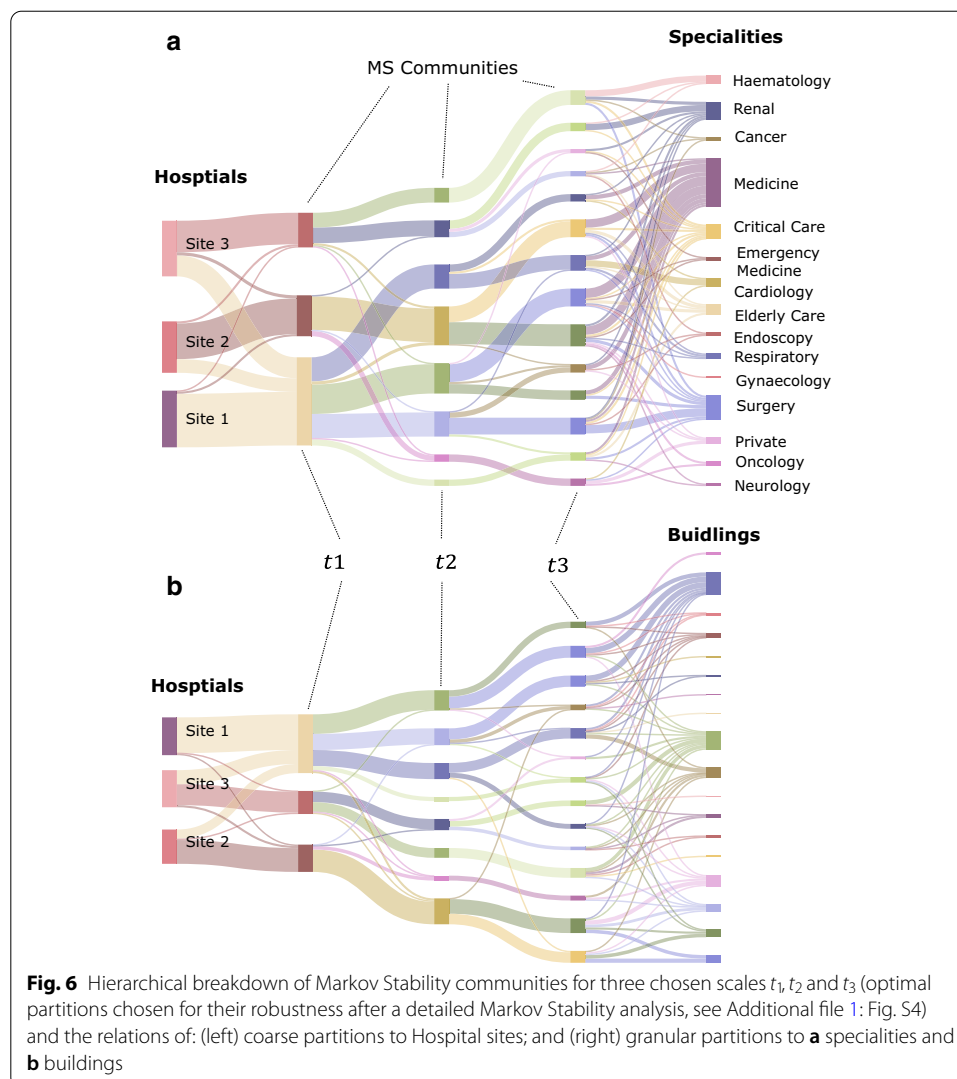 a
Specialities
MS Communities
Haematology
Renal
Cancer
Hosptials
Medicine
Site 3
Critical Care
Emergency
Medicine
Cardiology
Site 2
Elderly Care
Endoscopy
Respiratory
Gynaecology
Site 1
Surgery
Private
Oncology
Neurology
Buidlings
t1
t2
t3
b
Hosptials
Site 1
Site 3
Site 2
Fig. 6 Hierarchical breakdown of Markov Stability communities for three chosen scales t1, t2 and t3 (optimal
partitions chosen for their robustness after a detailed Markov Stability analysis, see Additional file 1: Fig. S4)
and the relations of: (left) coarse partitions to Hospital sites; and (right) granular partitions to a specialities and
b buildings